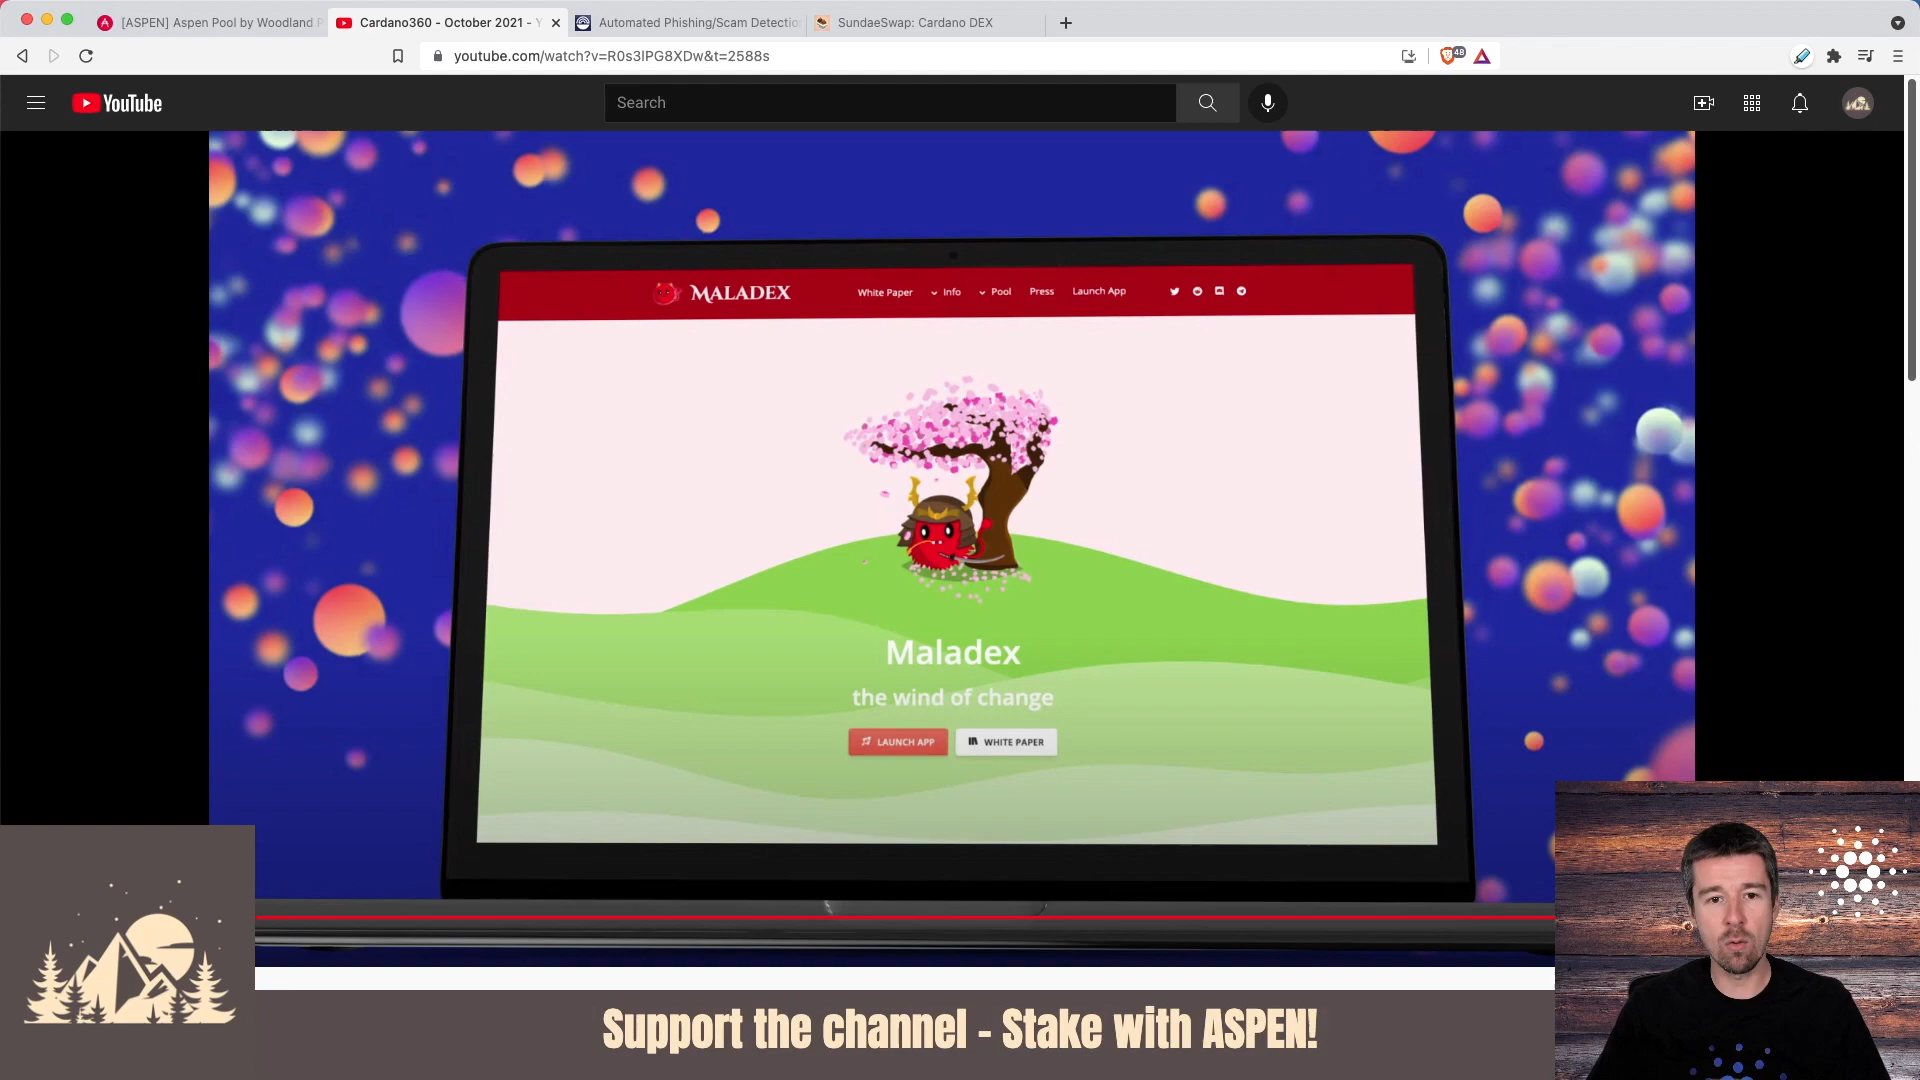 [ASPEN] Aspen Pool by Woodland P
Cardano360 - October 2021 - Y
Automated Phishing/Scam Detectio
SundaeSwap: Cardano DEX
youtube.com/watch?v=R0s3IPG8XDw&t=2588s
48
YouTube
Search
MALADEX
White Paper Info Pool Press Launch App
Maladex
the wind of change
LAUNCH APP
WHITE PAPER
Support the channel - Stake with ASPEN!